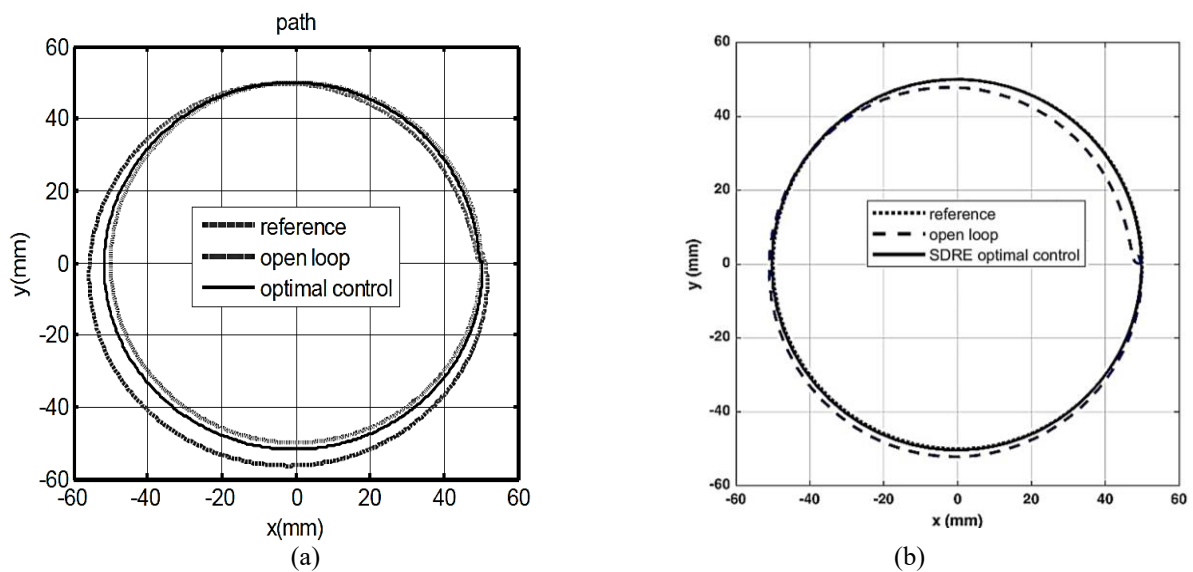 path
60
40
20
0
-20
-40
-60
y(mm)
reference
open loop
optimal control
-60 -40 -20 0 20 40 60
x(mm)
(a)
60
40
20
0
-20
-40
-60
y (mm)
reference
open loop
SDRE optimal control
-60 -40 -20 0 20 40 60
x (mm)
(b)